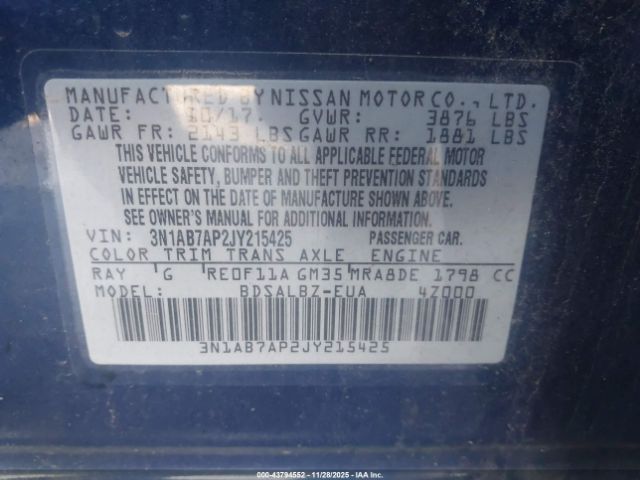 MANUFACTURED BY NISSAN MOTOR CO., LTD.
DATE: 10/17. GVWR: 3876 LBS
GAWR FR: 2143 LBS GAWR RR: 1881 LBS
THIS VEHICLE CONFORMS TO ALL APPLICABLE FEDERAL MOTOR
VEHICLE SAFETY, BUMPER AND THEFT PREVENTION STANDARDS
IN EFFECT ON THE DATE OF MANUFACTURE SHOWN ABOVE.
SEE OWNER'S MANUAL FOR ADDITIONAL INFORMATION.
VIN: 3N1AB7AP2JY215425 PASSENGER CAR.
COLOR TRIM TRANS AXLE ENGINE
RAY G RE0F11A GM35 MRA8DE 1798 CC
MODEL: BDSALBZ-EUA 4Z000
3N1AB7AP2JY215425
000-43794552 | 11/28/2025 - IAAI, Inc.